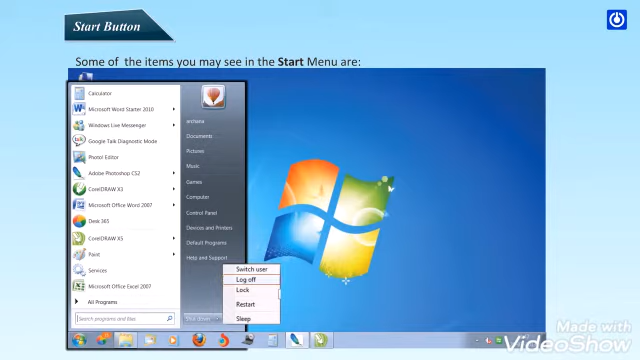 Start Button
Some of the items you may see in the Start Menu are:
Calculator
Microsoft Word Starter 2010
Windows Live Messenger
Google Talk Diagnostic Mode
Photo! Editor
Adobe Photoshop CS2
CorelDRAW X3
Microsoft Office Word 2007
Desk 365
CorelDRAW X5
Paint
Services
Microsoft Office Excel 2007
All Programs
Search programs and files
archana
Documents
Pictures
Music
Games
Computer
Control Panel
Devices and Printers
Default Programs
Help and Support
Shut down
Switch user
Log off
Lock
Restart
Sleep
Made with
VideoShow